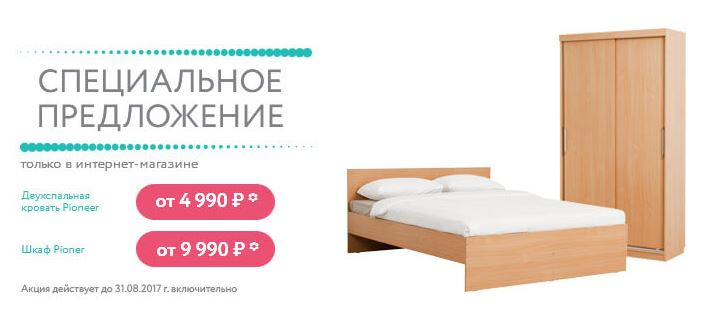 СПЕЦИАЛЬНОЕ
ПРЕДЛОЖЕНИЕ
только в интернет-магазине
Двухспальная
кровать Pioneer
от 4 990 ₽ *
Шкаф Pioner
от 9 990 ₽ *
Акция действует до 31.08.2017 г. включительно